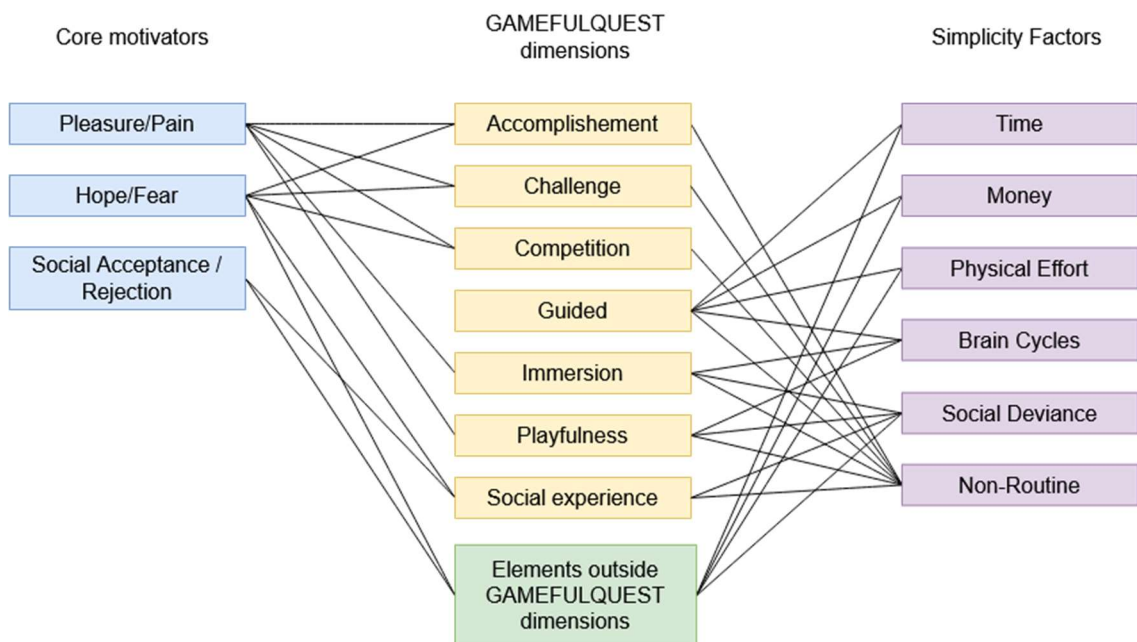 Core motivators
GAMEFULQUEST
dimensions
Simplicity Factors
Pleasure/Pain
Hope/Fear
Social Acceptance /
Rejection
Accomplishement
Challenge
Competition
Guided
Immersion
Playfulness
Social experience
Elements outside
GAMEFULQUEST
dimensions
Time
Money
Physical Effort
Brain Cycles
Social Deviance
Non-Routine